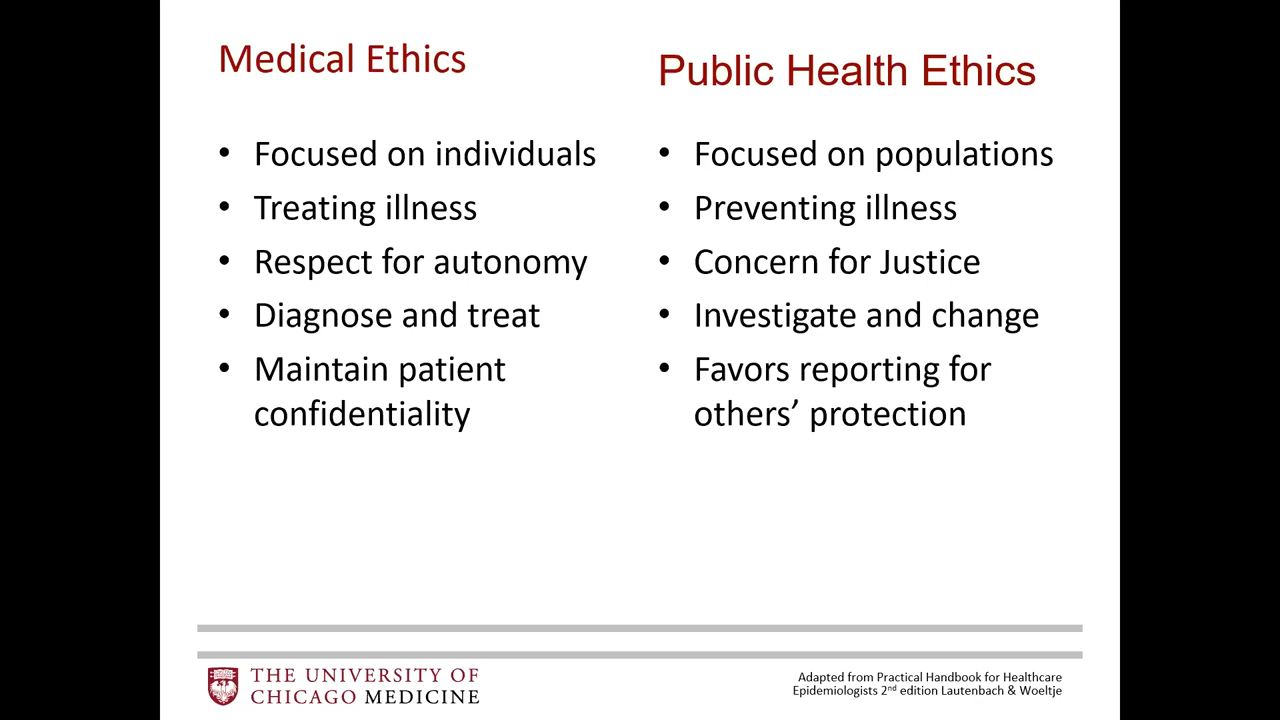 Medical Ethics
• Focused on individuals
• Treating illness
• Respect for autonomy
• Diagnose and treat
• Maintain patient
confidentiality
Public Health Ethics
• Focused on populations
• Preventing illness
• Concern for Justice
• Investigate and change
• Favors reporting for
others’ protection
THE UNIVERSITY OF
CHICAGO MEDICINE
Adapted from Practical Handbook for Healthcare
Epidemiologists 2nd edition Lautenbach & Woeltje